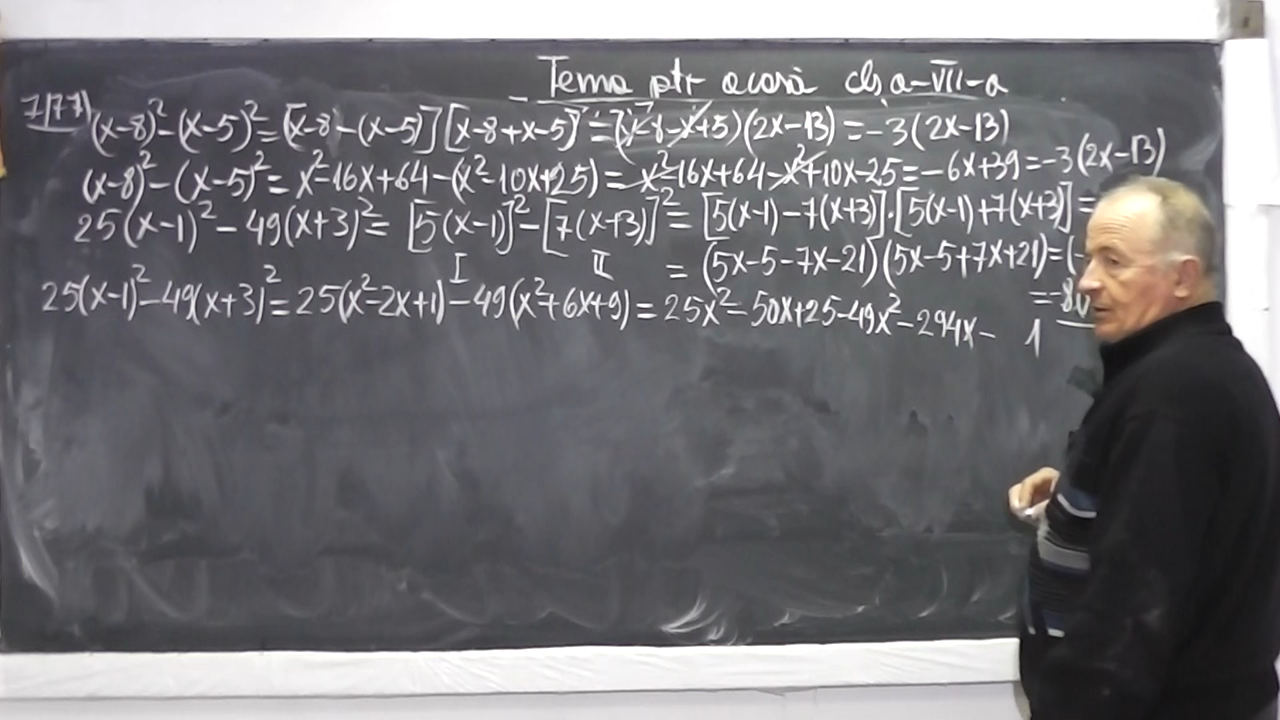 Tema ptr acasă cls a-VII-a
7|77| (x-8)²-(x-5)²=[x-8-(x-5)][x-8+x-5]=(x-8-x+5)(2x-13)=-3(2x-13)
(x-8)²-(x-5)²=x²-16x+64-(x²-10x+25)=x²-16x+64-x²+10x-25=-6x+39=-3(2x-13)
25(x-1)²-49(x+3)²=[5(x-1)]²-[7(x+3)]²=[5(x-1)-7(x+3)]·[5(x-1)+7(x+3)]=
I II =(5x-5-7x-21)(5x-5+7x+21)=(-
25(x-1)²-49(x+3)²=25(x²-2x+1)-49(x²+6x+9)=25x²-50x+25-49x²-294x-